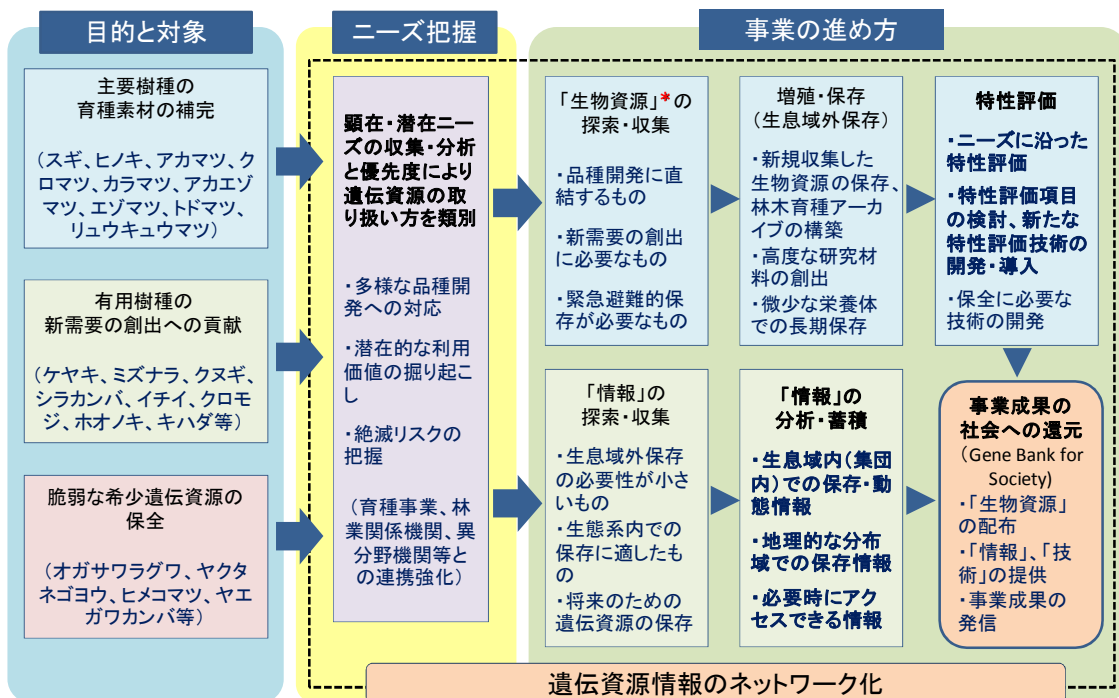 目的と対象
主要樹種の
育種素材の補完
（スギ、ヒノキ、アカマツ、ク
ロマツ、カラマツ、アカエゾ
マツ、エゾマツ、トドマツ、
リュウキュウマツ）
有用樹種の
新需要の創出への貢献
（ケヤキ、ミズナラ、クヌギ、
シラカンバ、イチイ、クロモ
ジ、ホオノキ、キハダ等）
脆弱な希少遺伝資源の
保全
（オガサワラグワ、ヤクタ
ネゴヨウ、ヒメコマツ、ヤエ
ガワカンバ等）
ニーズ把握
顕在・潜在ニー
ズの収集・分析
と優先度により
遺伝資源の取
り扱い方を類別
・多様な品種開
発への対応
・潜在的な利用
価値の掘り起こ
し
・絶滅リスクの
把握
（育種事業、林
業関係機関、異
分野機関等と
の連携強化）
事業の進め方
「生物資源」*の
探索・収集
・品種開発に直
結するもの
・新需要の創出
に必要なもの
・緊急避難的保
存が必要なもの
増殖・保存
（生息域外保存）
・新規収集した
生物資源の保存、
林木育種アーカ
イブの構築
・高度な研究材
料の創出
・微少な栄養体
での長期保存
特性評価
・ニーズに沿った
特性評価
・特性評価項目
の検討、新たな
特性評価技術の
開発・導入
・保全に必要な
技術の開発
「情報」の
探索・収集
・生息域外保存
の必要性が小さ
いもの
・生態系内での
保存に適したも
の
・将来のための
遺伝資源の保存
「情報」の
分析・蓄積
・生息域内（集団
内）での保存・動
態情報
・地理的な分布
域での保存情報
・必要時にアク
セスできる情報
事業成果の
社会への還元
（Gene Bank for
Society）
・「生物資源」
の配布
・「情報」、「技
術」の提供
・事業成果の
発信
遺伝資源情報のネットワーク化